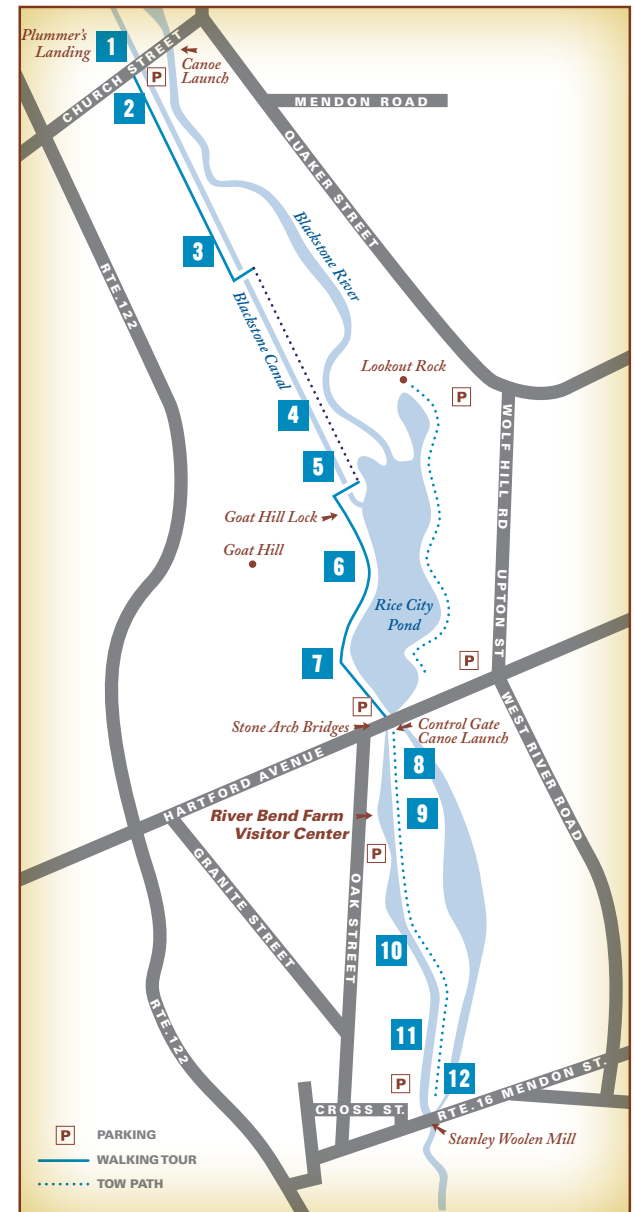 Plummer's
Landing
1
CHURCH STREET
P
Canoe
Launch
2
MENDON ROAD
QUAKER STREET
3
Blackstone River
RTE.122
Blackstone Canal
Lookout Rock
P
4
WOLF HILL RD
5
Goat Hill Lock
Goat Hill
6
UPTON ST
Rice City
Pond
7
P
P
Stone Arch Bridges
Control Gate
Canoe Launch
WEST RIVER ROAD
8
HARTFORD AVENUE
9
River Bend Farm
Visitor Center
P
GRANITE STREET
OAK STREET
10
RTE.122
11
12
P
CROSS ST.
RTE.16 MENDON ST.
Stanley Woolen Mill
P PARKING
WALKING TOUR
TOW PATH